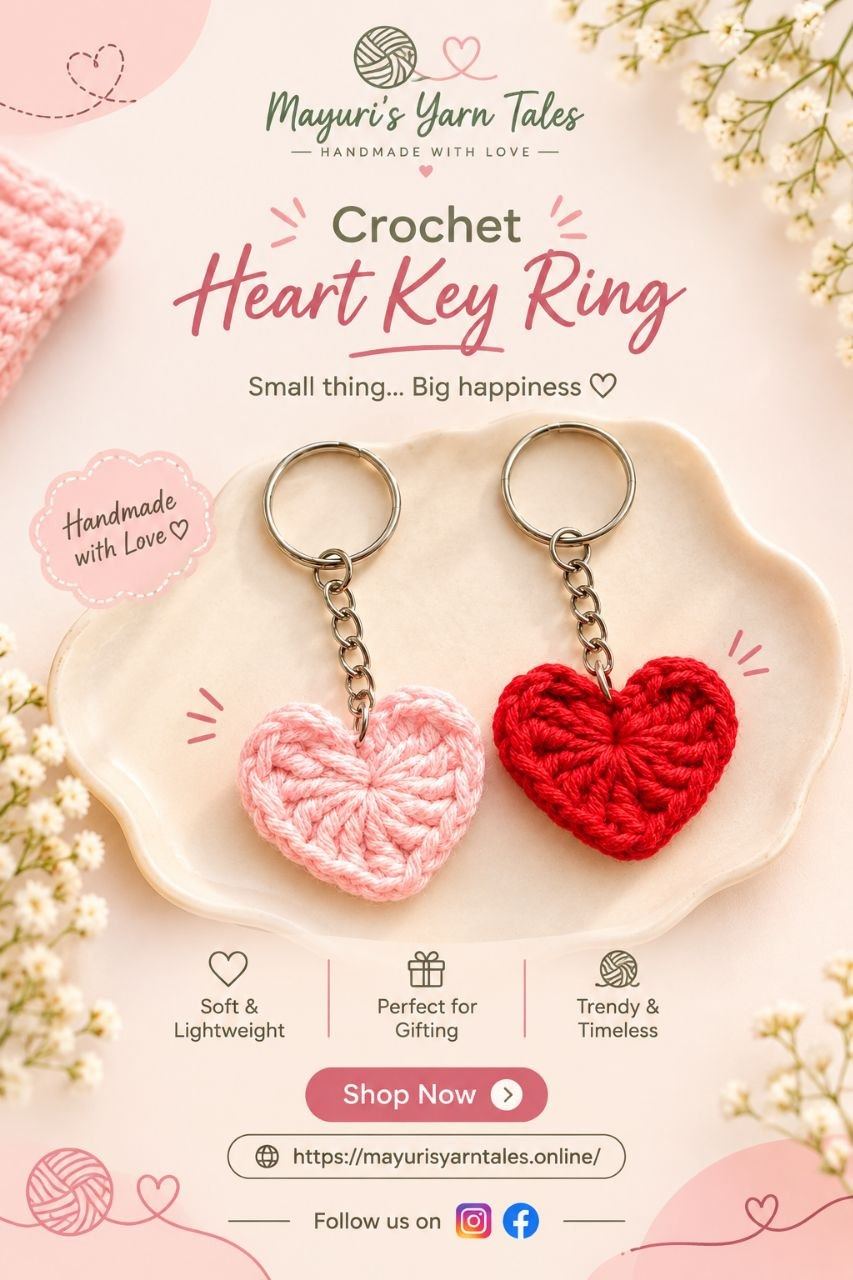 Mayuri's Yarn Tales
HANDMADE WITH LOVE
Crochet
Heart Key Ring
Small thing... Big happiness
Handmade
with Love
Soft &
Lightweight
Perfect for
Gifting
Trendy &
Timeless
Shop Now
https://mayurisyarntales.online/
Follow us on